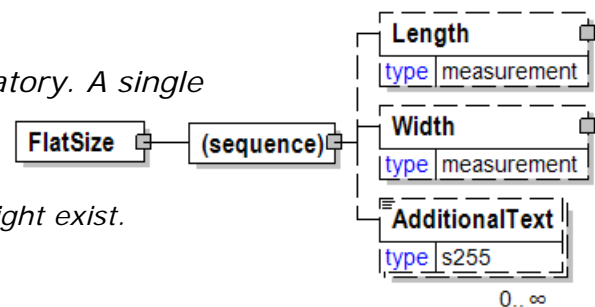 Length
type measurement
atory. A single
FlatSize
(sequence)
Width
type measurement
ight exist.
AdditionalText
type s255
0.. ∞